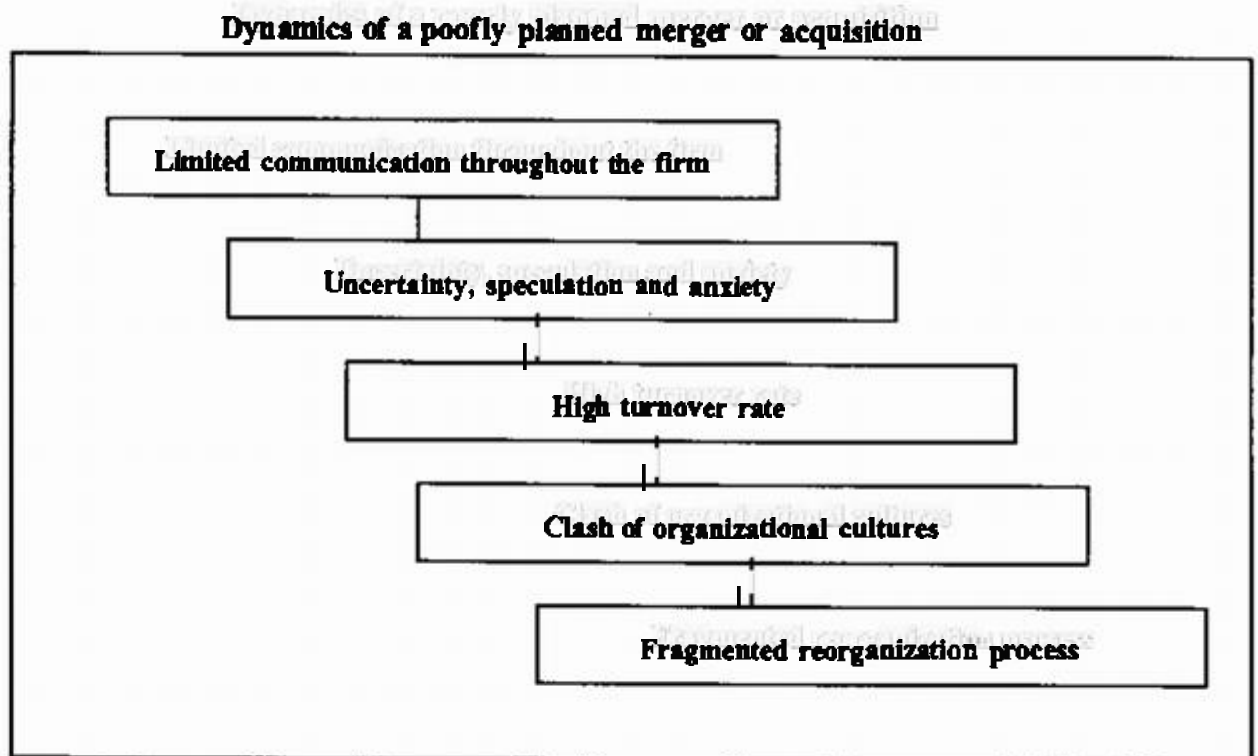 Dynamics of a poofly planned merger or acquisition
Limited communication throughout the firm
Uncertainty, speculation and anxiety
High turnover rate
Clash of organizational cultures
Fragmented reorganization process